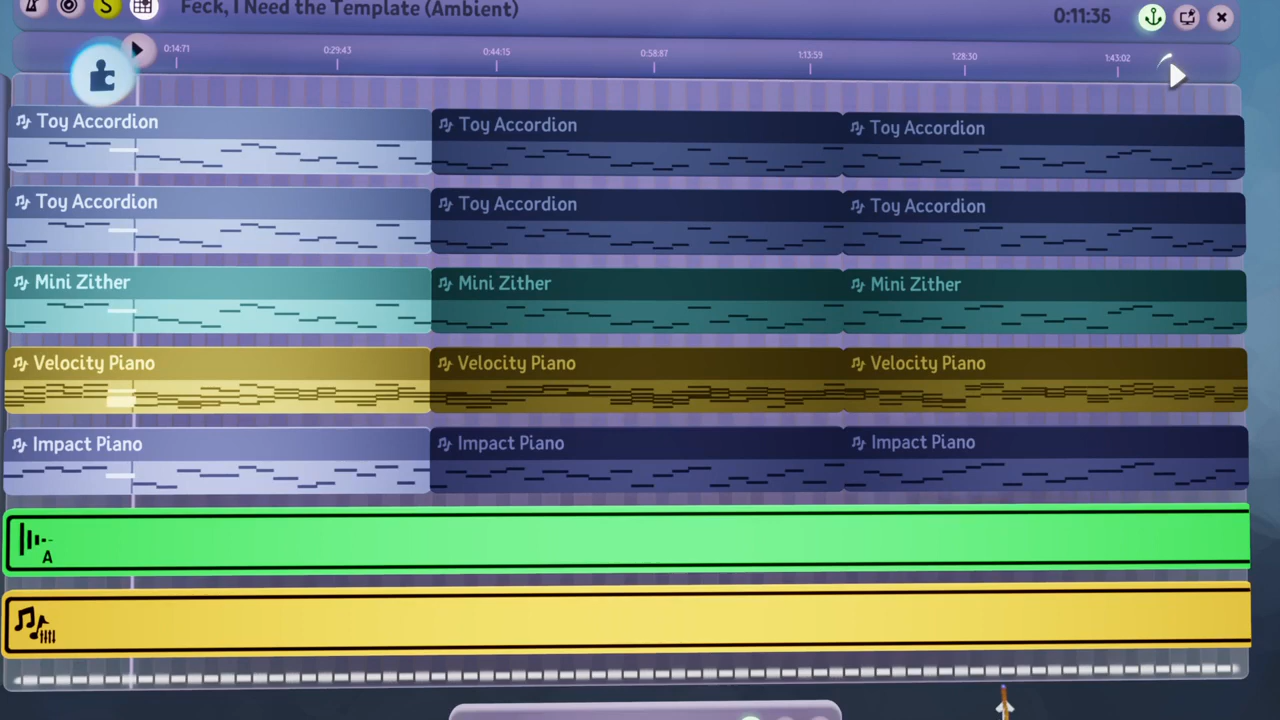 S Feck, I Need the Template (Ambient) 0:11:36
0:14:71 0:29:43 0:44:15 0:58:87 1:13:59 1:28:30 1:43:02
Toy Accordion Toy Accordion Toy Accordion
Toy Accordion Toy Accordion Toy Accordion
Mini Zither Mini Zither Mini Zither
Velocity Piano Velocity Piano Velocity Piano
Impact Piano Impact Piano Impact Piano
A